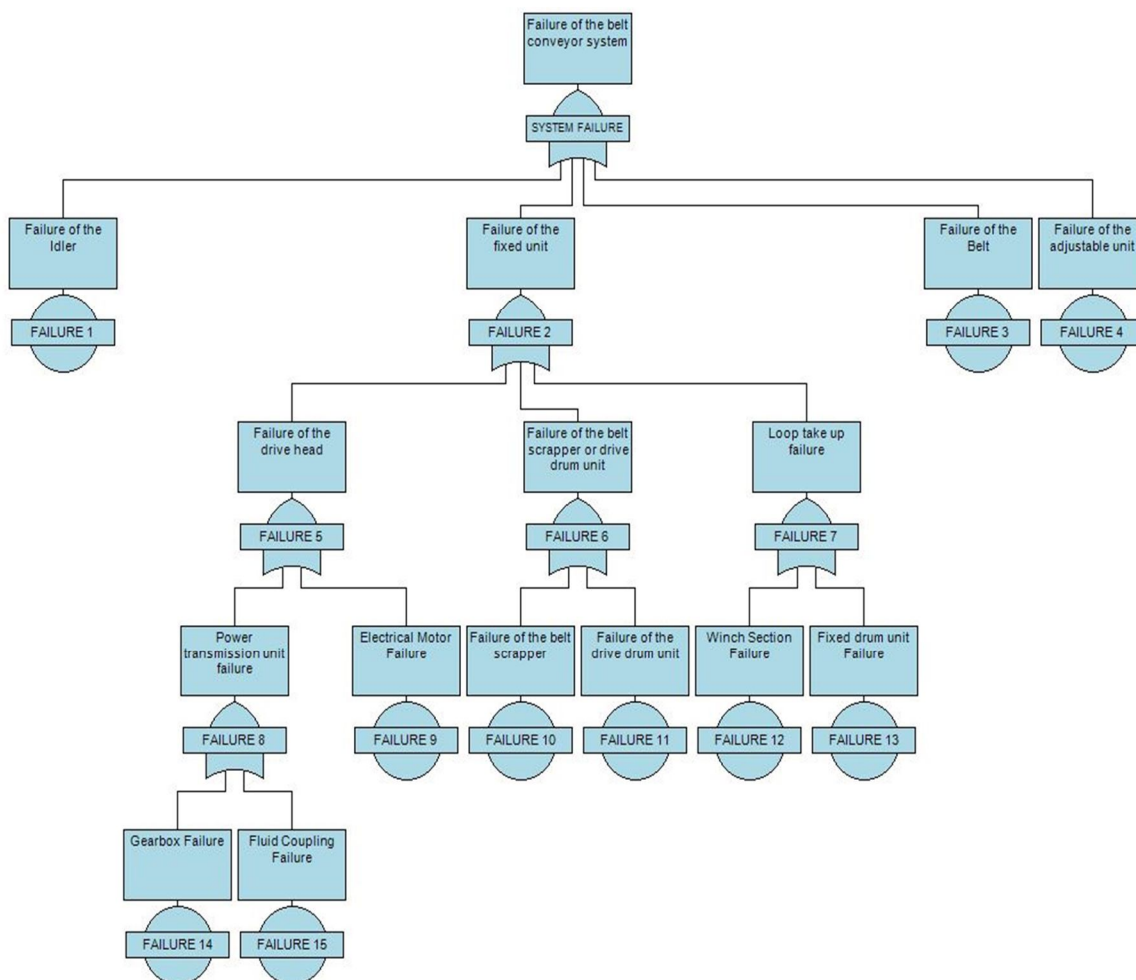 Failure of the belt
conveyor system
SYSTEM FAILURE
Failure of the
Idler
FAILURE 1
Failure of the
fixed unit
FAILURE 2
Failure of the
Belt
FAILURE 3
Failure of the
adjustable unit
FAILURE 4
Failure of the
drive head
FAILURE 5
Failure of the belt
scrapper or drive
drum unit
FAILURE 6
Loop take up
failure
FAILURE 7
Power
transmission unit
failure
FAILURE 8
Electrical Motor
Failure
FAILURE 9
Failure of the belt
scrapper
FAILURE 10
Failure of the
drive drum unit
FAILURE 11
Winch Section
Failure
FAILURE 12
Fixed drum unit
Failure
FAILURE 13
Gearbox Failure
FAILURE 14
Fluid Coupling
Failure
FAILURE 15